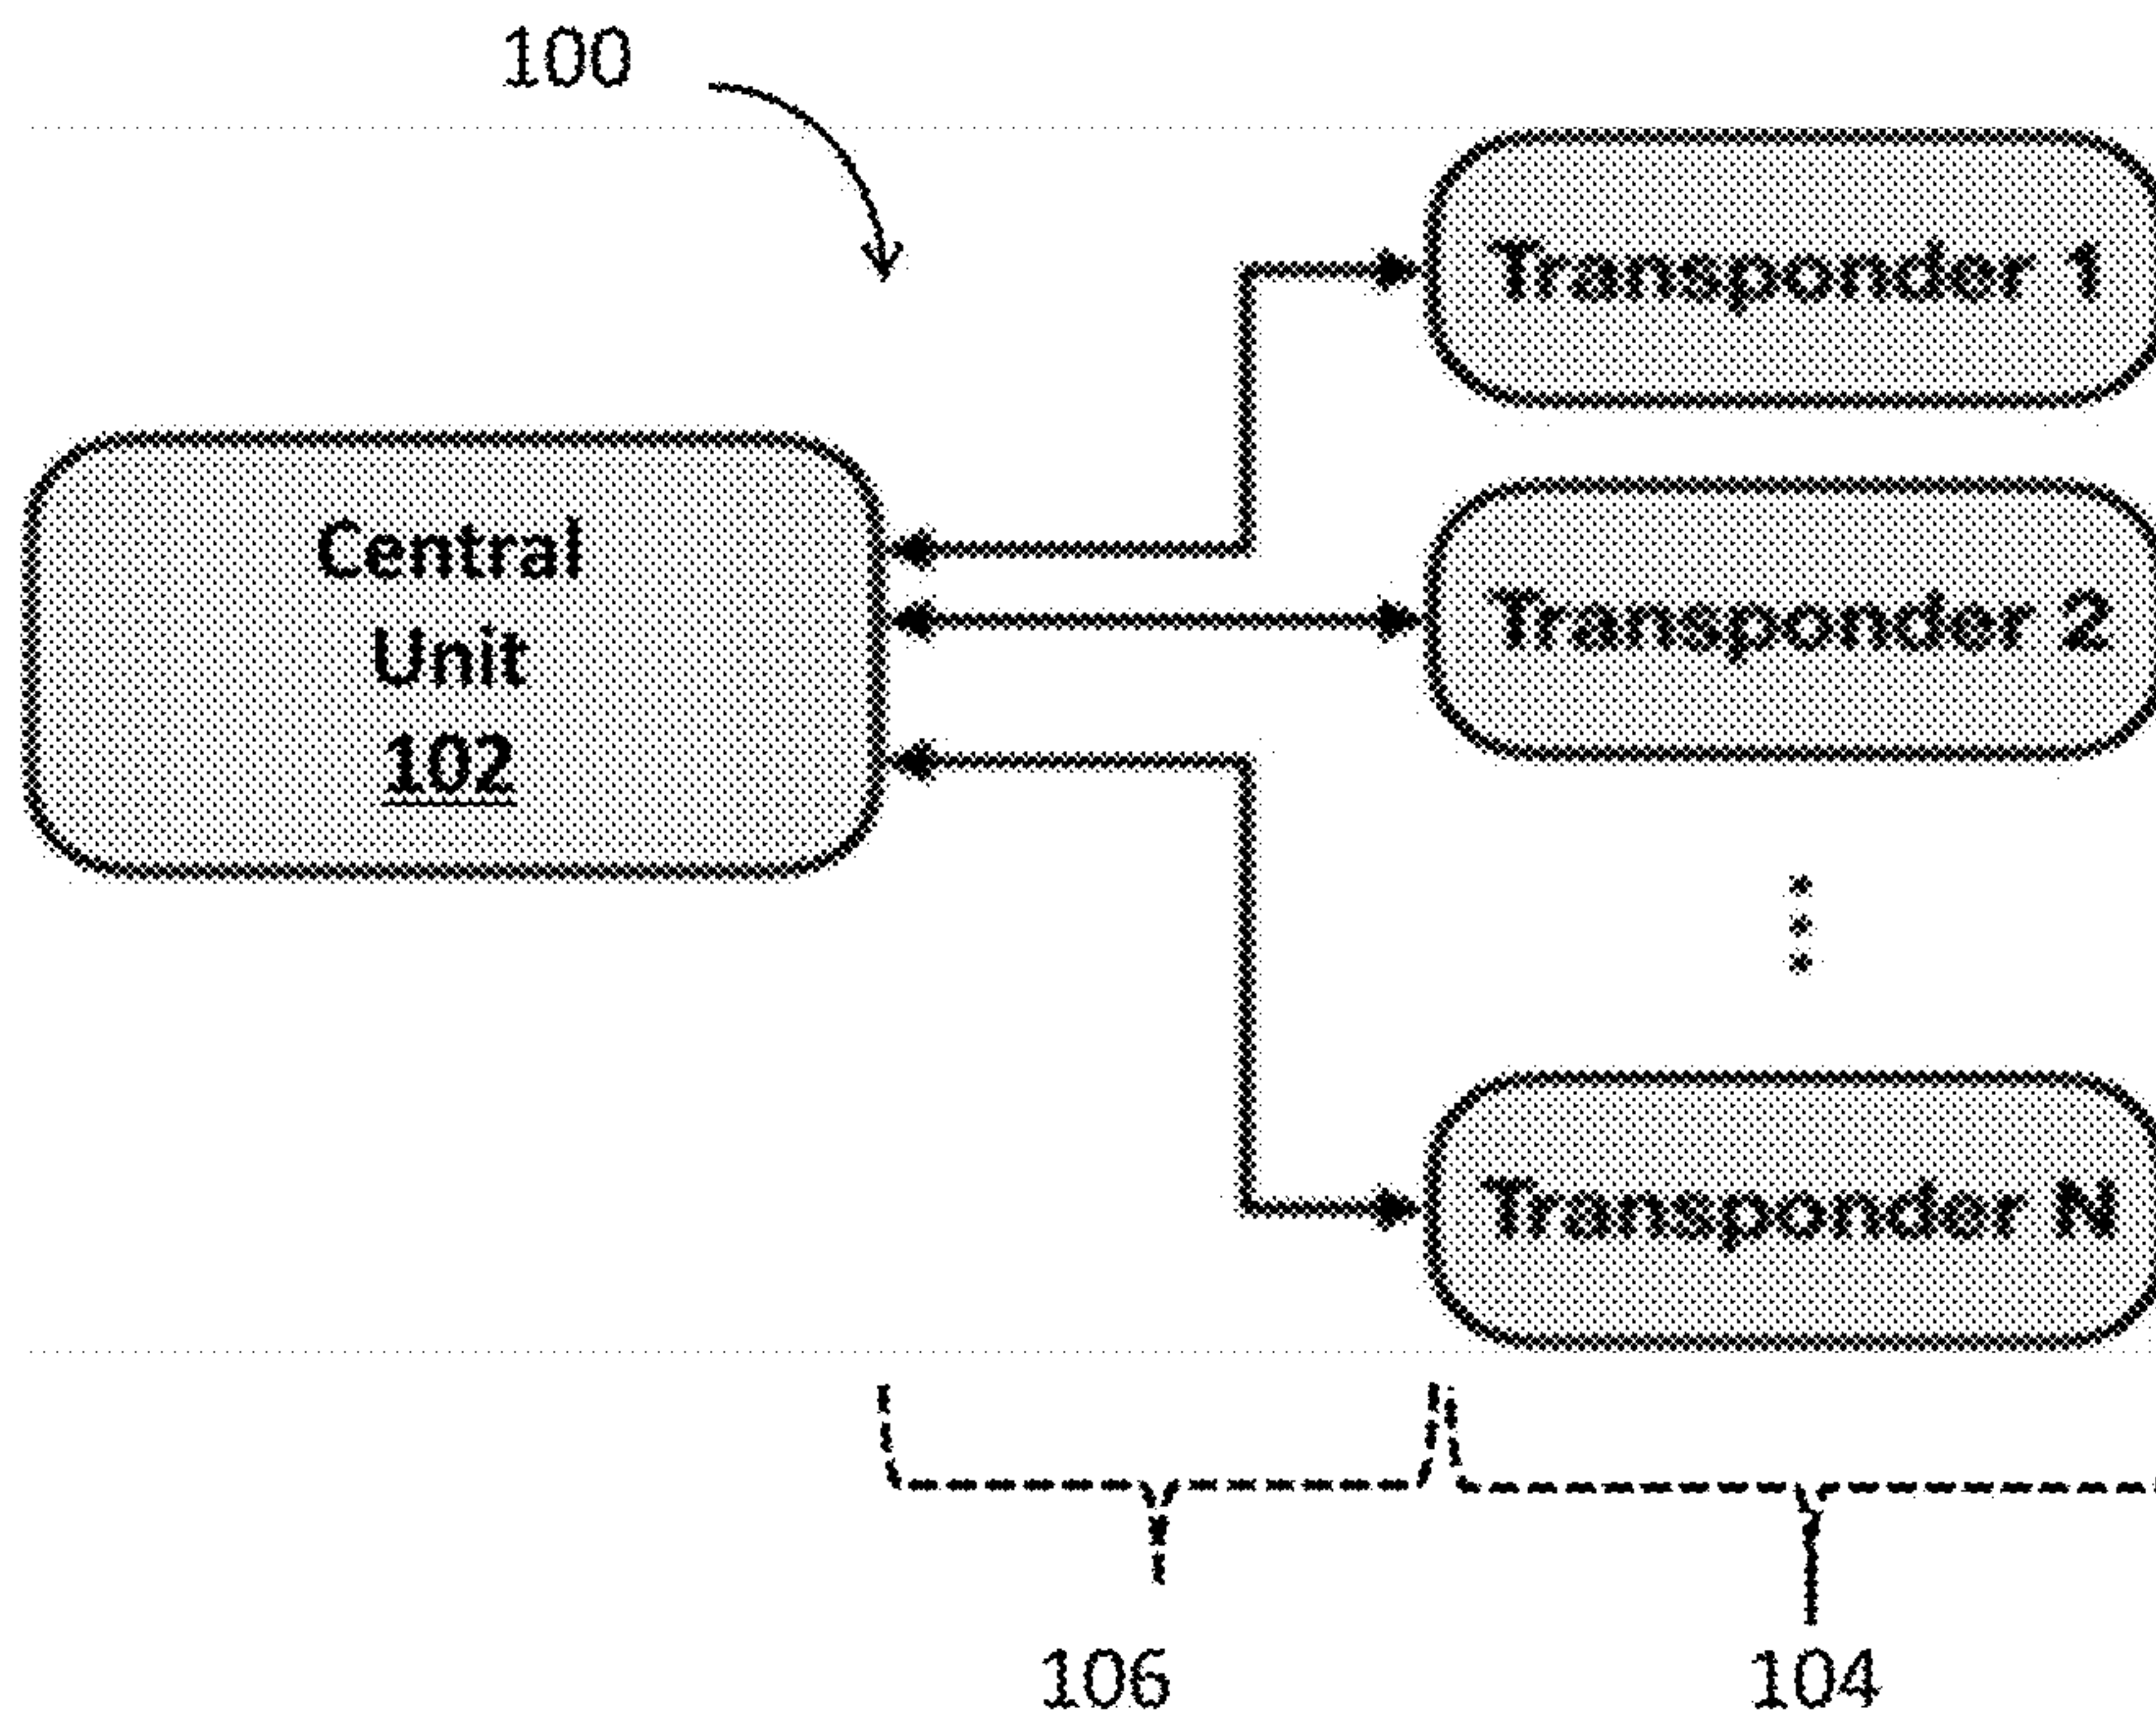 100
Transponder 1
Central
Unit
102
Transponder 2
Transponder N
106
104